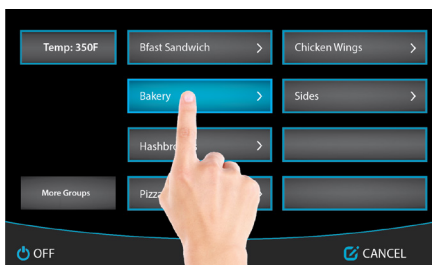 Temp: 350F
Bfast Sandwich
Chicken Wings
Bakery
Sides
More Groups
OFF
CANCEL